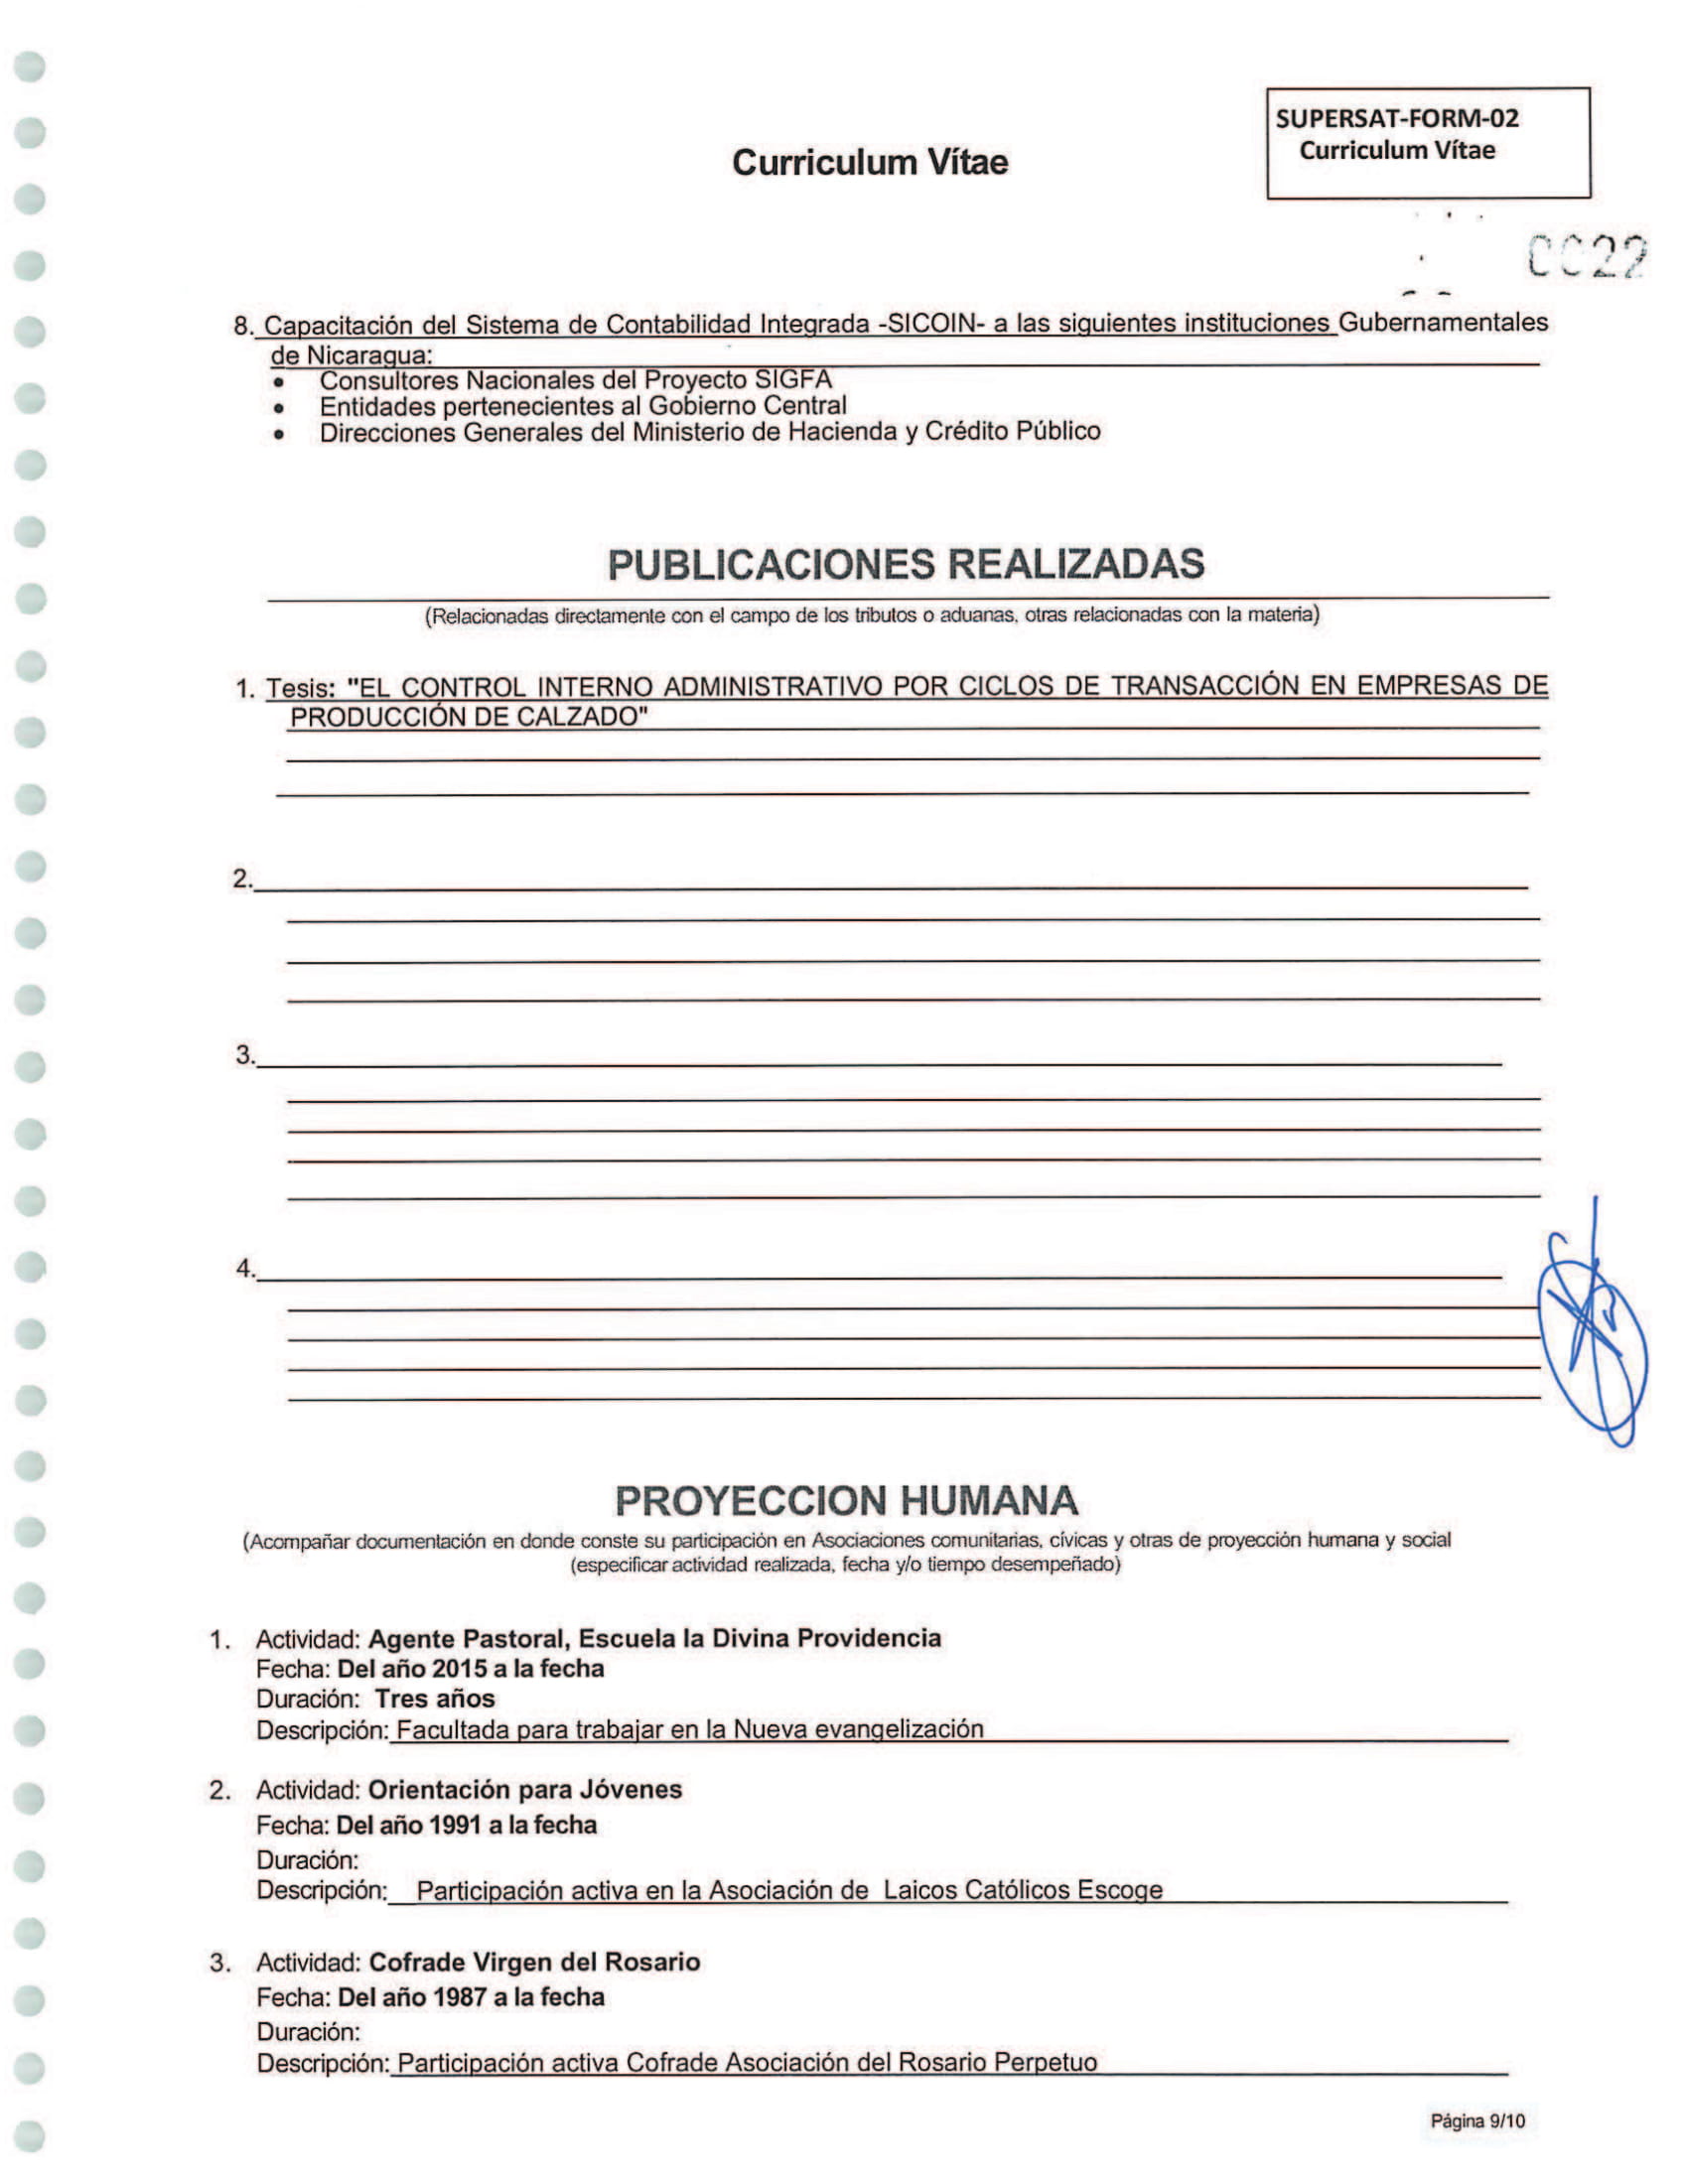 SUPERSAT-FORM-02
Curriculum Vítae
Curriculum Vítae
CC22
8. Capacitación del Sistema de Contabilidad Integrada -SICOIN- a las siguientes instituciones Gubernamentales
de Nicaragua:
• Consultores Nacionales del Proyecto SIGFA
• Entidades pertenecientes al Gobierno Central
• Direcciones Generales del Ministerio de Hacienda y Crédito Público
PUBLICACIONES REALIZADAS
(Relacionadas directamente con el campo de los tributos o aduanas, otras relacionadas con la materia)
1. Tesis: "EL CONTROL INTERNO ADMINISTRATIVO POR CICLOS DE TRANSACCIÓN EN EMPRESAS DE
PRODUCCIÓN DE CALZADO"
2.
3.
4.
PROYECCION HUMANA
(Acompañar documentación en donde conste su participación en Asociaciones comunitarias, cívicas y otras de proyección humana y social
(especificar actividad realizada, fecha y/o tiempo desempeñado)
1. Actividad: Agente Pastoral, Escuela la Divina Providencia
Fecha: Del año 2015 a la fecha
Duración: Tres años
Descripción: Facultada para trabajar en la Nueva evangelización
2. Actividad: Orientación para Jóvenes
Fecha: Del año 1991 a la fecha
Duración:
Descripción: Participación activa en la Asociación de Laicos Católicos Escoge
3. Actividad: Cofrade Virgen del Rosario
Fecha: Del año 1987 a la fecha
Duración:
Descripción: Participación activa Cofrade Asociación del Rosario Perpetuo
Página 9/10